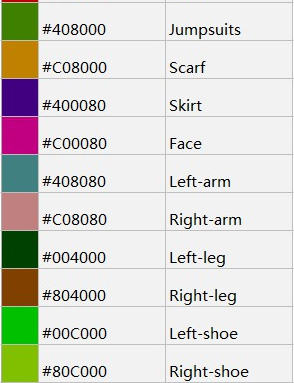 #408000 Jumpsuits
#C08000 Scarf
#400080 Skirt
#C00080 Face
#408080 Left-arm
#C08080 Right-arm
#004000 Left-leg
#804000 Right-leg
#00C000 Left-shoe
#80C000 Right-shoe